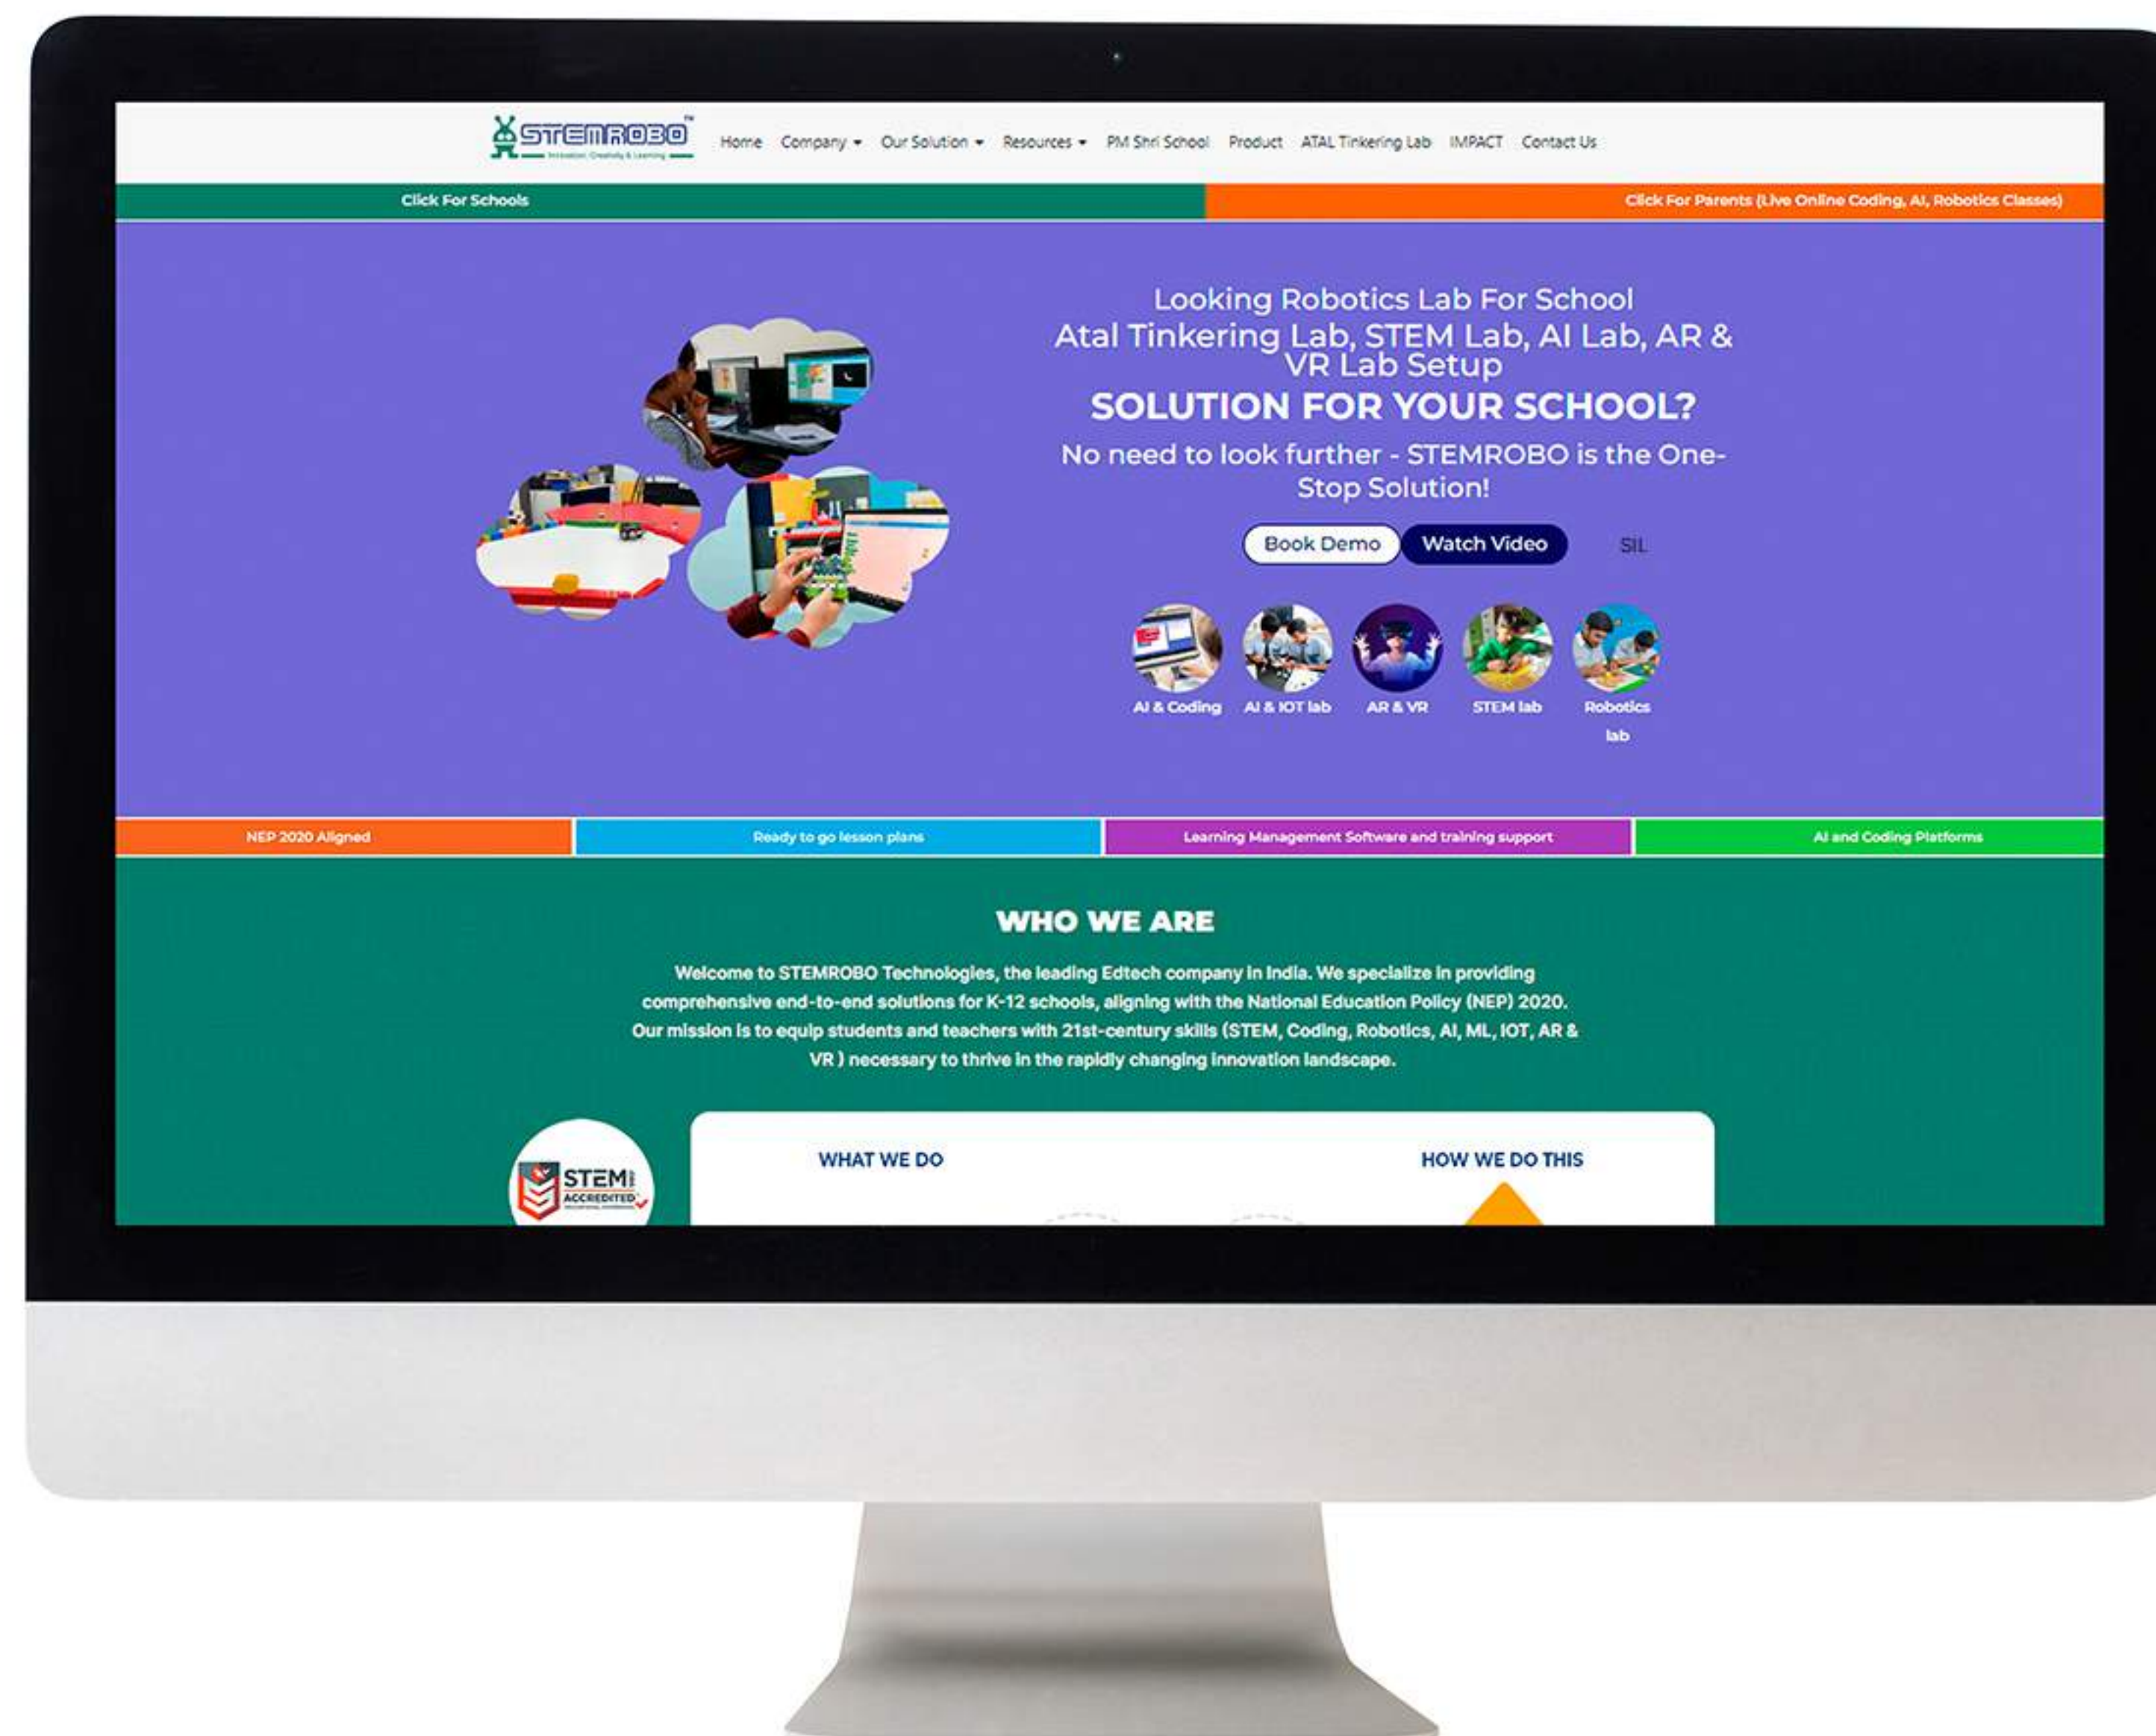 STEMROBO™
Innovation, Creativity & Learning
Home Company Our Solution Resources PM Shri School Product ATAL Tinkering Lab IMPACT Contact Us
Click For Schools
Click For Parents (Live Online Coding, AI, Robotics Classes)
Looking Robotics Lab For School
Atal Tinkering Lab, STEM Lab, AI Lab, AR &
VR Lab Setup
SOLUTION FOR YOUR SCHOOL?
No need to look further - STEMROBO is the One-
Stop Solution!
Book Demo Watch Video SIL
AI & Coding AI & IOT lab AR & VR STEM lab Robotics
lab
NEP 2020 Aligned Ready to go lesson plans Learning Management Software and training support AI and Coding Platforms
WHO WE ARE
Welcome to STEMROBO Technologies, the leading Edtech company in India. We specialize in providing
comprehensive end-to-end solutions for K-12 schools, aligning with the National Education Policy (NEP) 2020.
Our mission is to equip students and teachers with 21st-century skills (STEM, Coding, Robotics, AI, ML, IOT, AR &
VR ) necessary to thrive in the rapidly changing innovation landscape.
STEM
ACCREDITED
WHAT WE DO HOW WE DO THIS